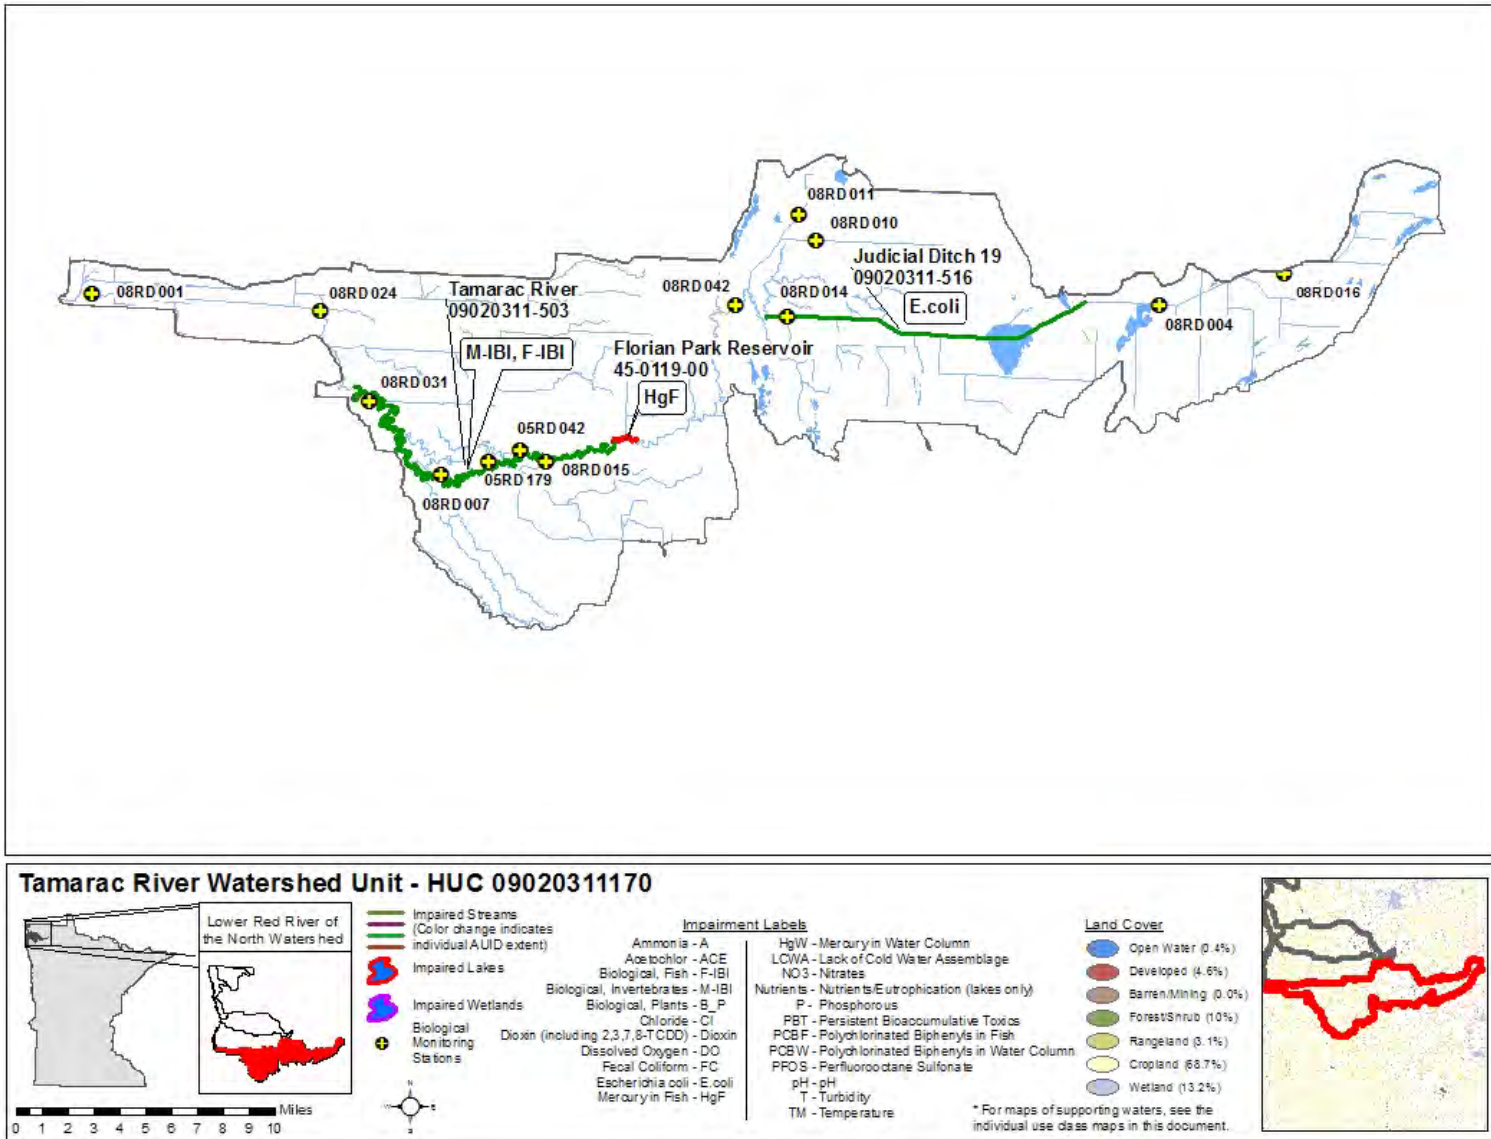 08RD011
08RD010
Judicial Ditch 19
09020311-516
E.coli
08RD001
08RD024
Tamarac River
09020311-503
08RD042
08RD014
08RD016
08RD004
M-IBI, F-IBI
Florian Park Reservoir
45-0119-00
HgF
08RD031
05RD042
08RD015
05RD179
08RD007
Tamarac River Watershed Unit - HUC 09020311170
Lower Red River of
the North Watershed
Impaired Streams
(Color change indicates
individual AUID extent)
Impaired Lakes
Impaired Wetlands
Biological
Monitoring
Stations
N
E
S
W
Miles
0 1 2 3 4 5 6 7 8 9 10
Impairment Labels
Ammonia - A
Acetochlor - ACE
Biological, Fish - F-IBI
Biological, Invertebrates - M-IBI
Biological, Plants - B_P
Chloride - Cl
Dioxin (including 2,3,7,8-TCDD) - Dioxin
Dissolved Oxygen - DO
Fecal Coliform - FC
Escherichia coli - E.coli
Mercury in Fish - HgF
HgW - Mercury in Water Column
LCWA - Lack of Cold Water Assemblage
NO3 - Nitrates
Nutrients - Nutrients/Eutrophication (lakes only)
P - Phosphorous
PBT - Persistent Bioaccumulative Toxics
PCBF - Polychlorinated Biphenyls in Fish
PCBW - Polychlorinated Biphenyls in Water Column
PFOS - Perfluorooctane Sulfonate
pH - pH
T - Turbidity
TM - Temperature
Land Cover
Open Water (0.4%)
Developed (4.6%)
Barren/Mining (0.0%)
Forest/Shrub (10%)
Rangeland (3.1%)
Cropland (68.7%)
Wetland (13.2%)
* For maps of supporting waters, see the
individual use class maps in this document.